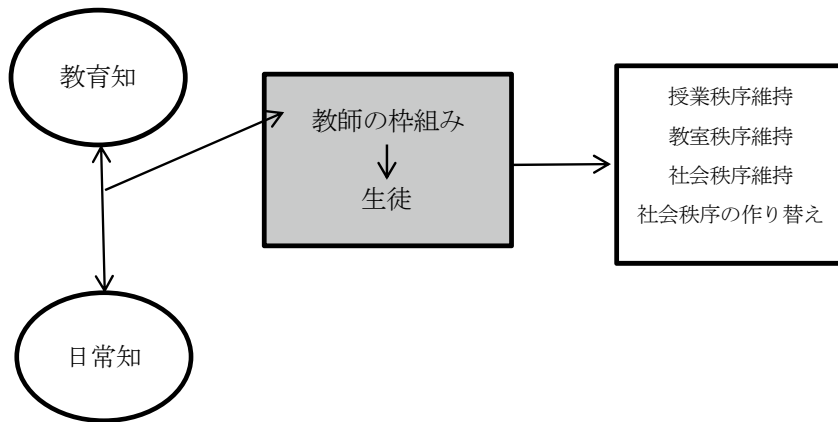 教育知
教師の枠組み
生徒
日常知
授業秩序維持
教室秩序維持
社会秩序維持
社会秩序の作り替え